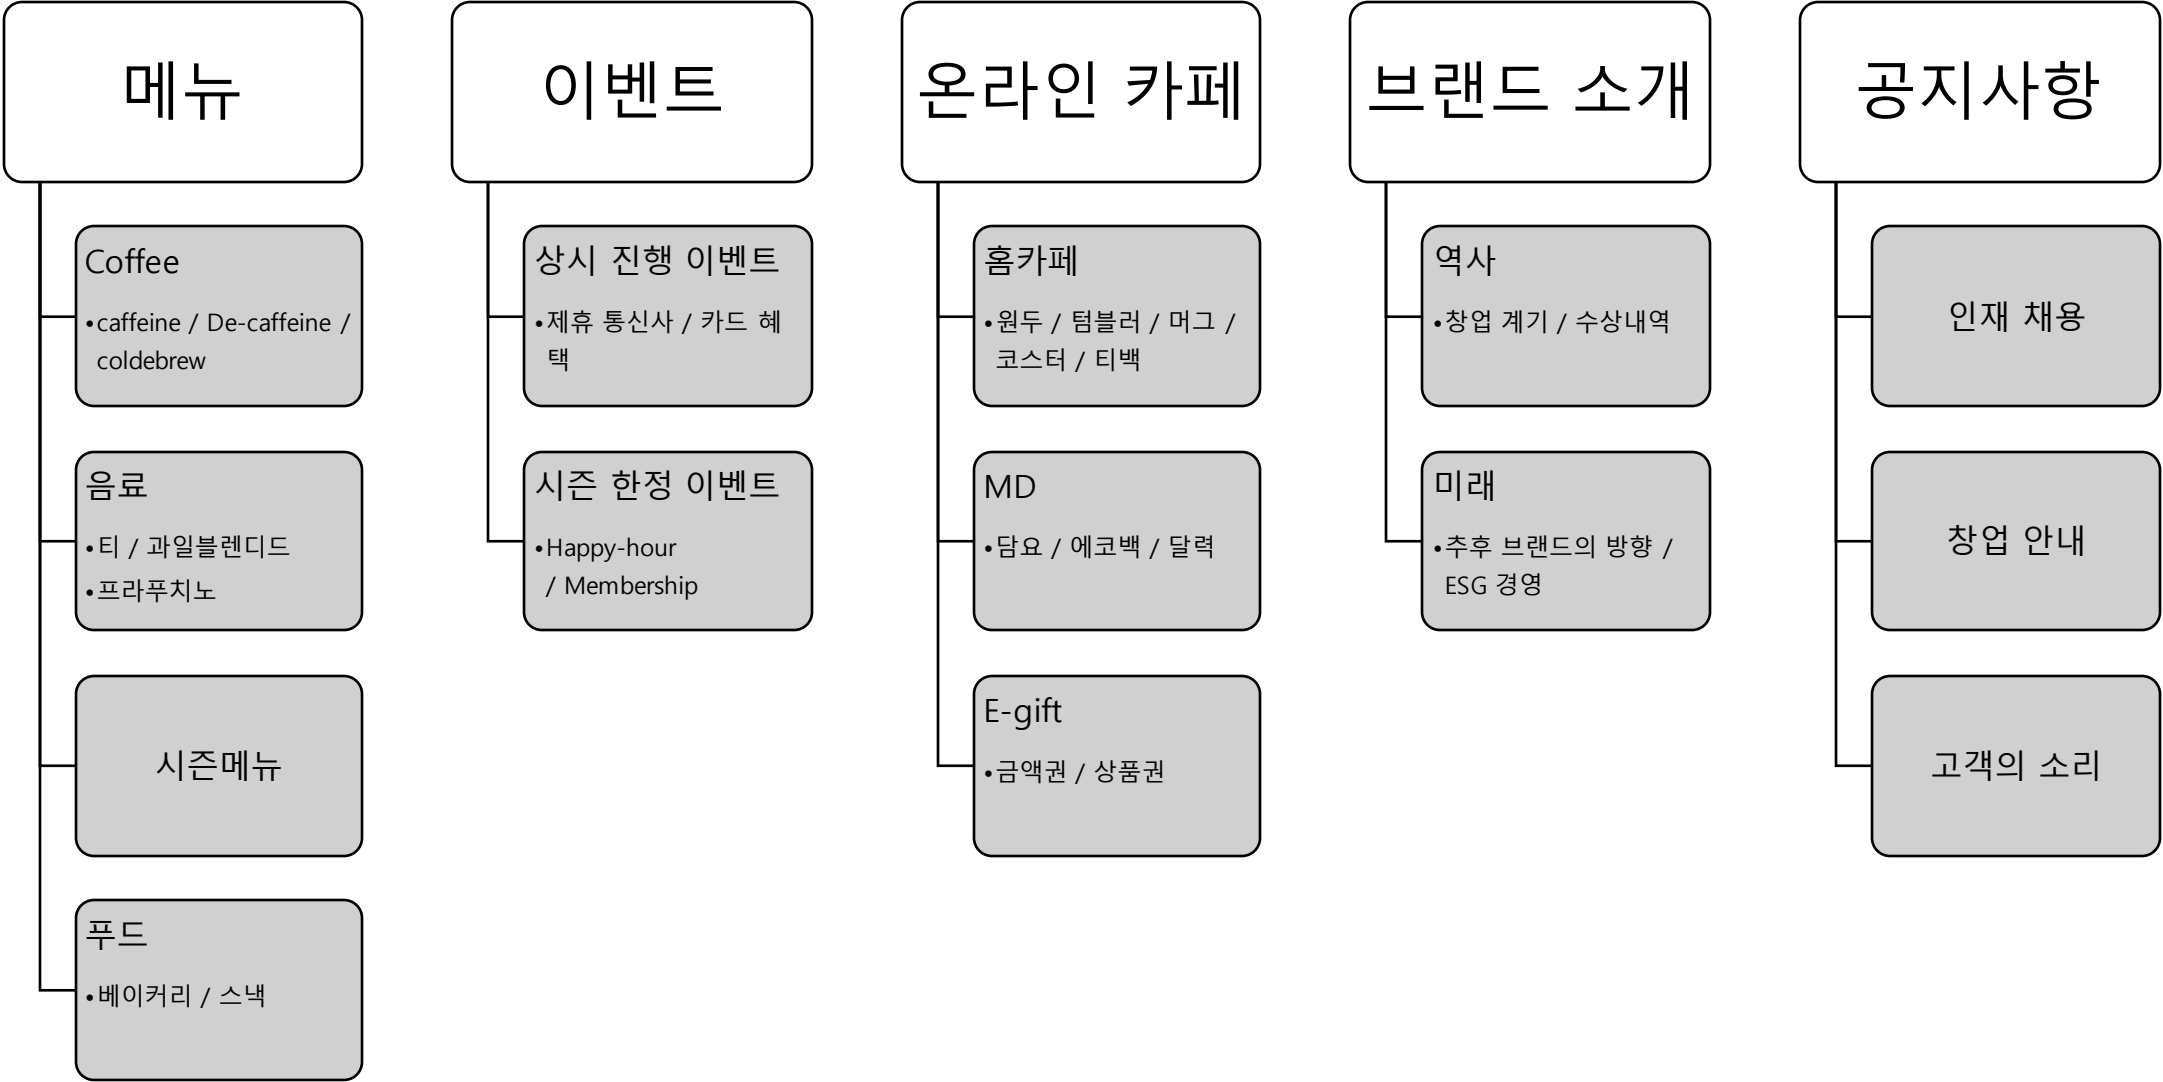 메뉴
Coffee
•caffeine / De-caffeine /
coldebrew
음료
•티 / 과일블렌디드
•프라푸치노
시즌메뉴
푸드
•베이커리 / 스낵
이벤트
상시 진행 이벤트
•제휴 통신사 / 카드 혜
택
시즌 한정 이벤트
•Happy-hour
/ Membership
온라인 카페
홈카페
•원두 / 텀블러 / 머그 /
코스터 / 티백
MD
•담요 / 에코백 / 달력
E-gift
•금액권 / 상품권
브랜드 소개
역사
•창업 계기 / 수상내역
미래
•추후 브랜드의 방향 /
ESG 경영
공지사항
인재 채용
창업 안내
고객의 소리